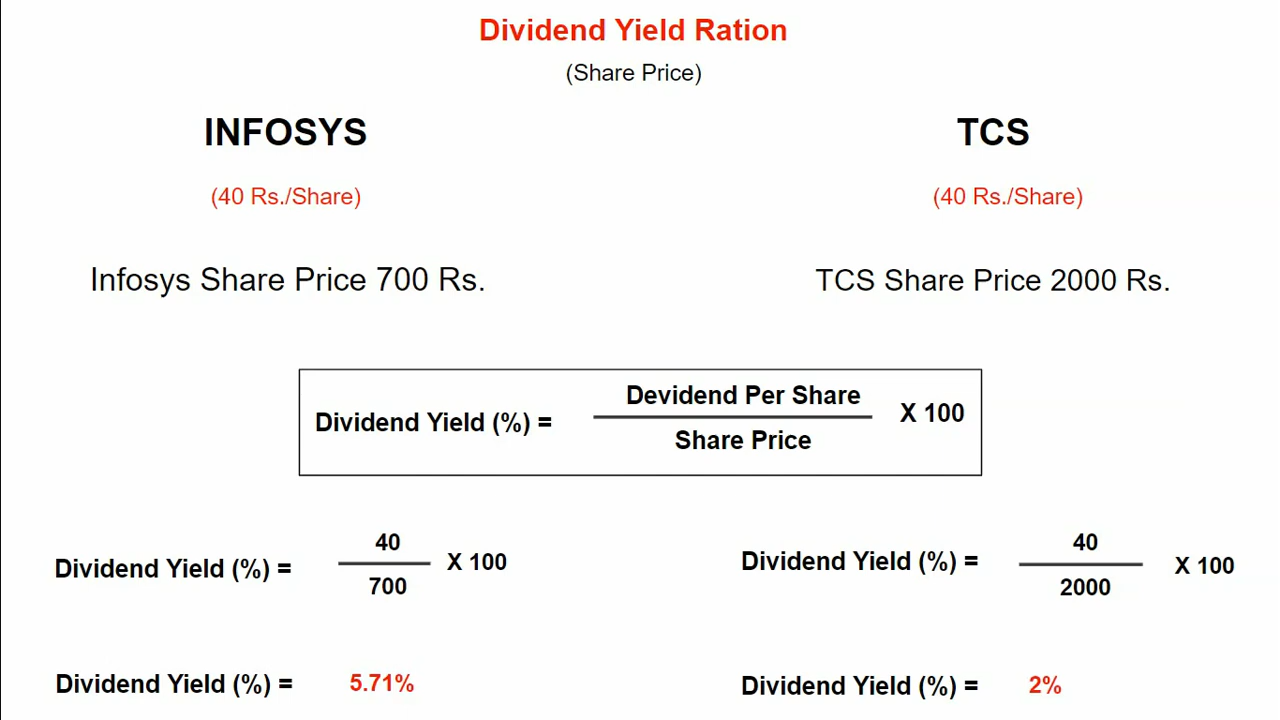 Dividend Yield Ration
(Share Price)
INFOSYS
TCS
(40 Rs./Share)
(40 Rs./Share)
Infosys Share Price 700 Rs.
TCS Share Price 2000 Rs.
Dividend Yield (%) =
Devidend Per Share
Share Price
X 100
Dividend Yield (%) =
40
700
X 100
Dividend Yield (%) =
40
2000
X 100
Dividend Yield (%) = 5.71%
Dividend Yield (%) = 2%